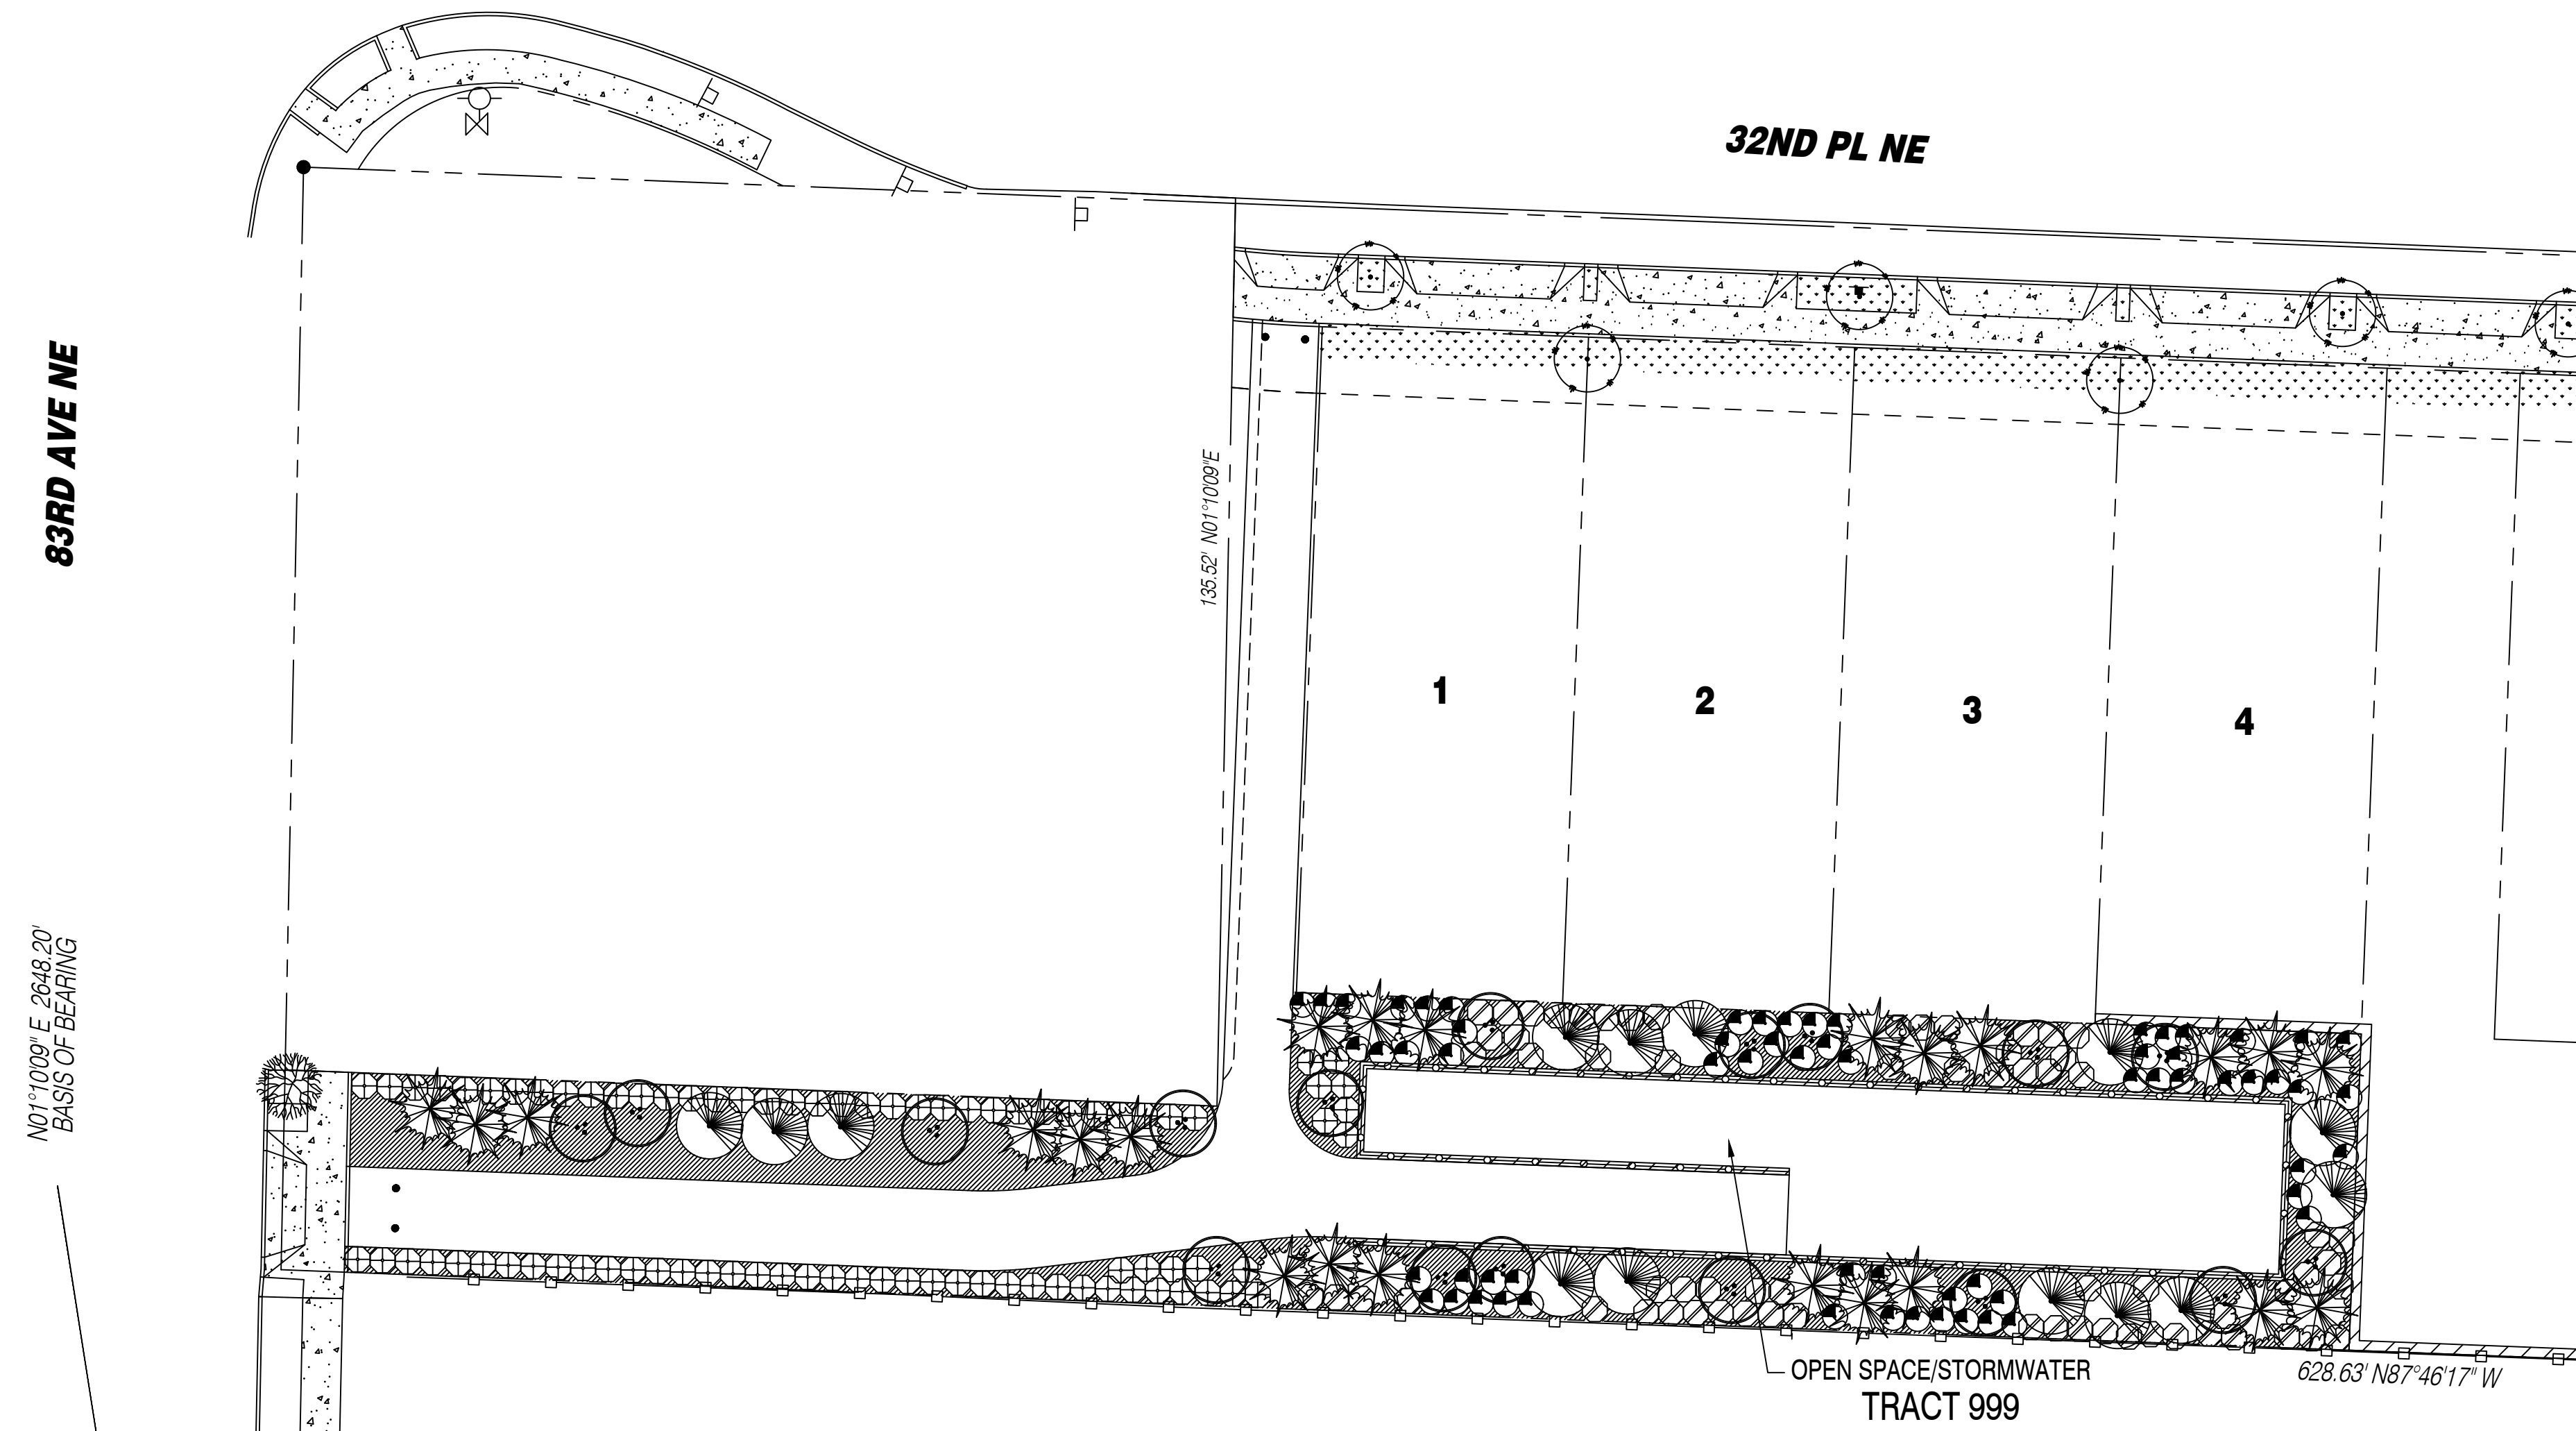 32ND PL NE
83RD AVE NE
135.52' N01°10'09"E
1
2
3
4
N01°10'09" E 2648.20'
BASIS OF BEARING
OPEN SPACE/STORMWATER
TRACT 999
628.63' N87°46'17" W